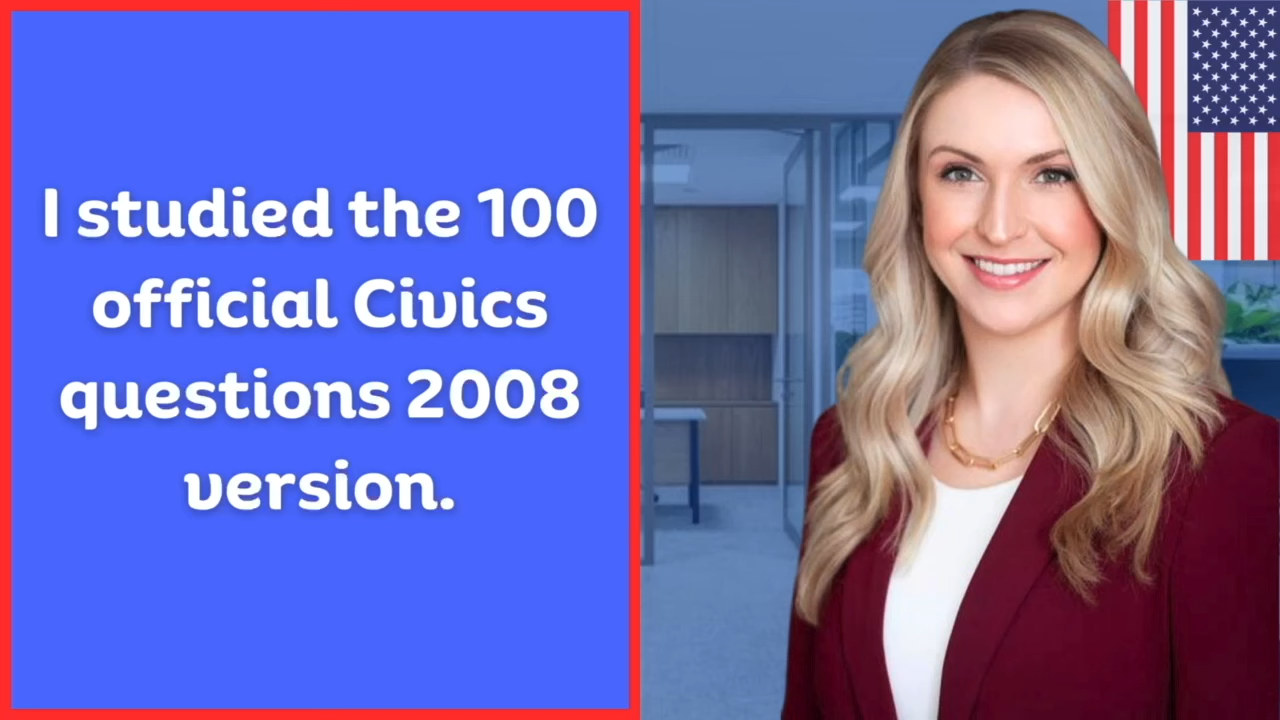 I studied the 100
official Civics
questions 2008
version.